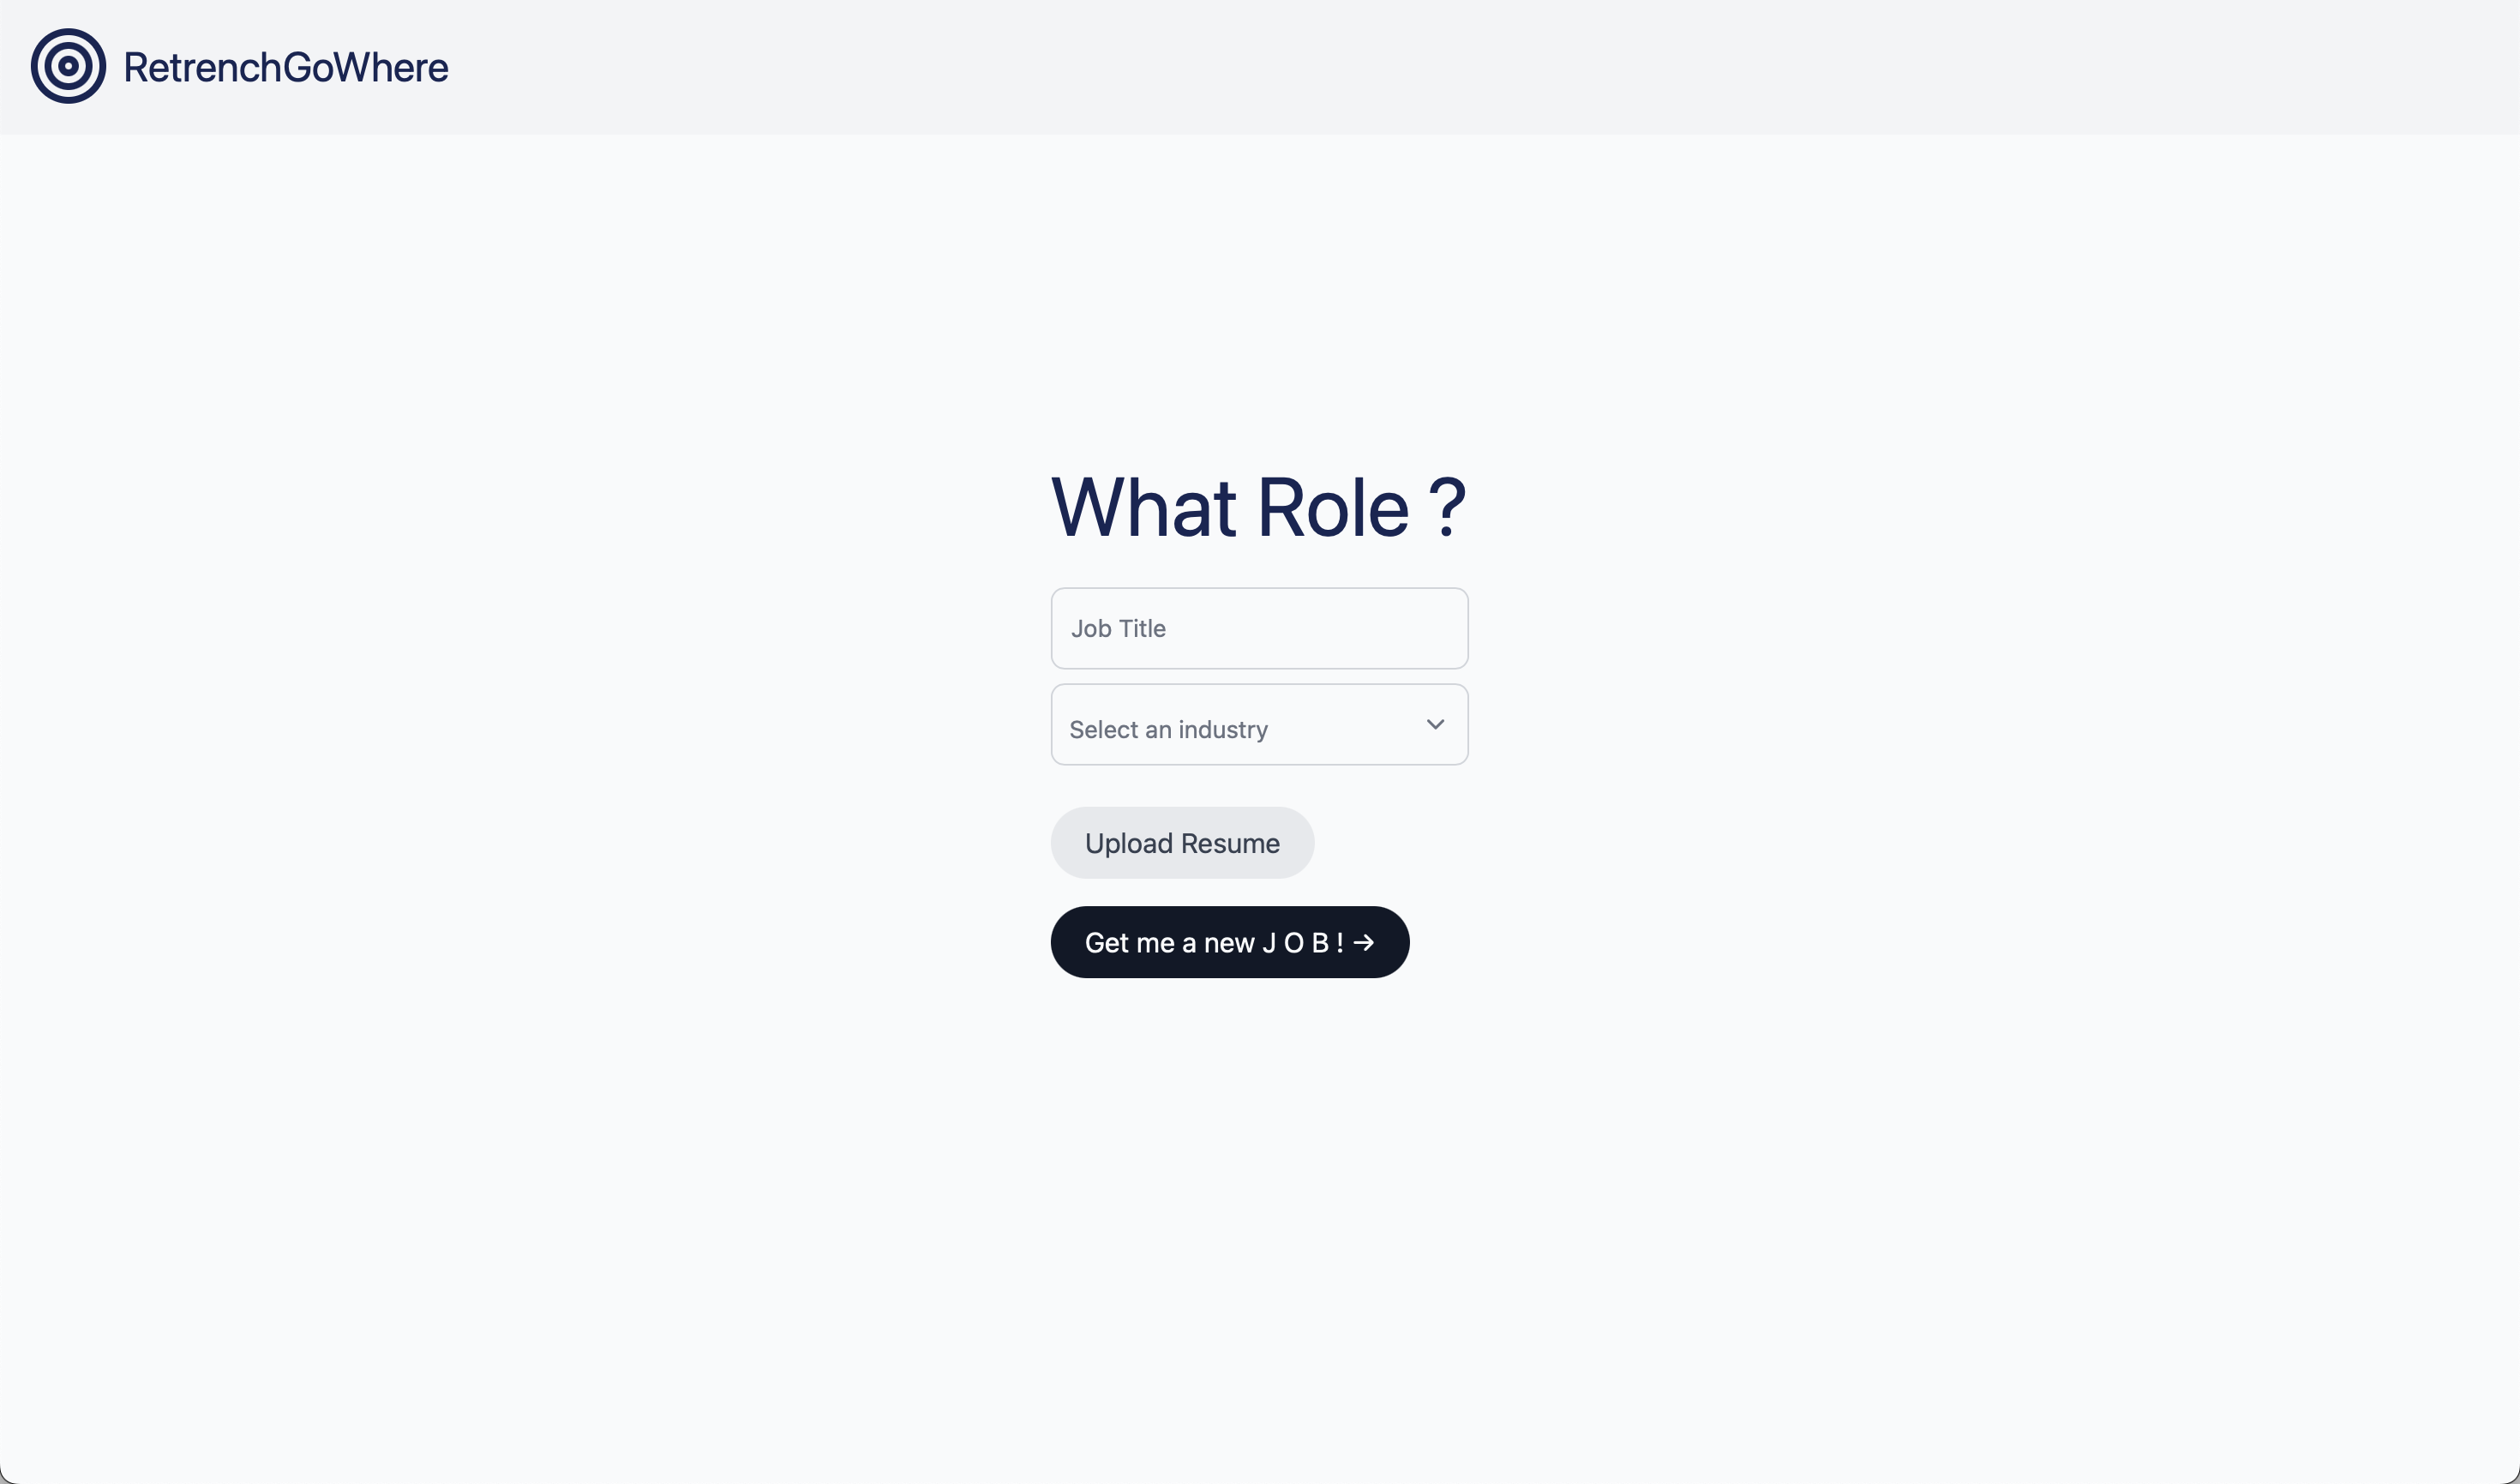 RetrenchGoWhere
What Role ?
Job Title
Select an industry
Upload Resume
Get me a new J O B ! →